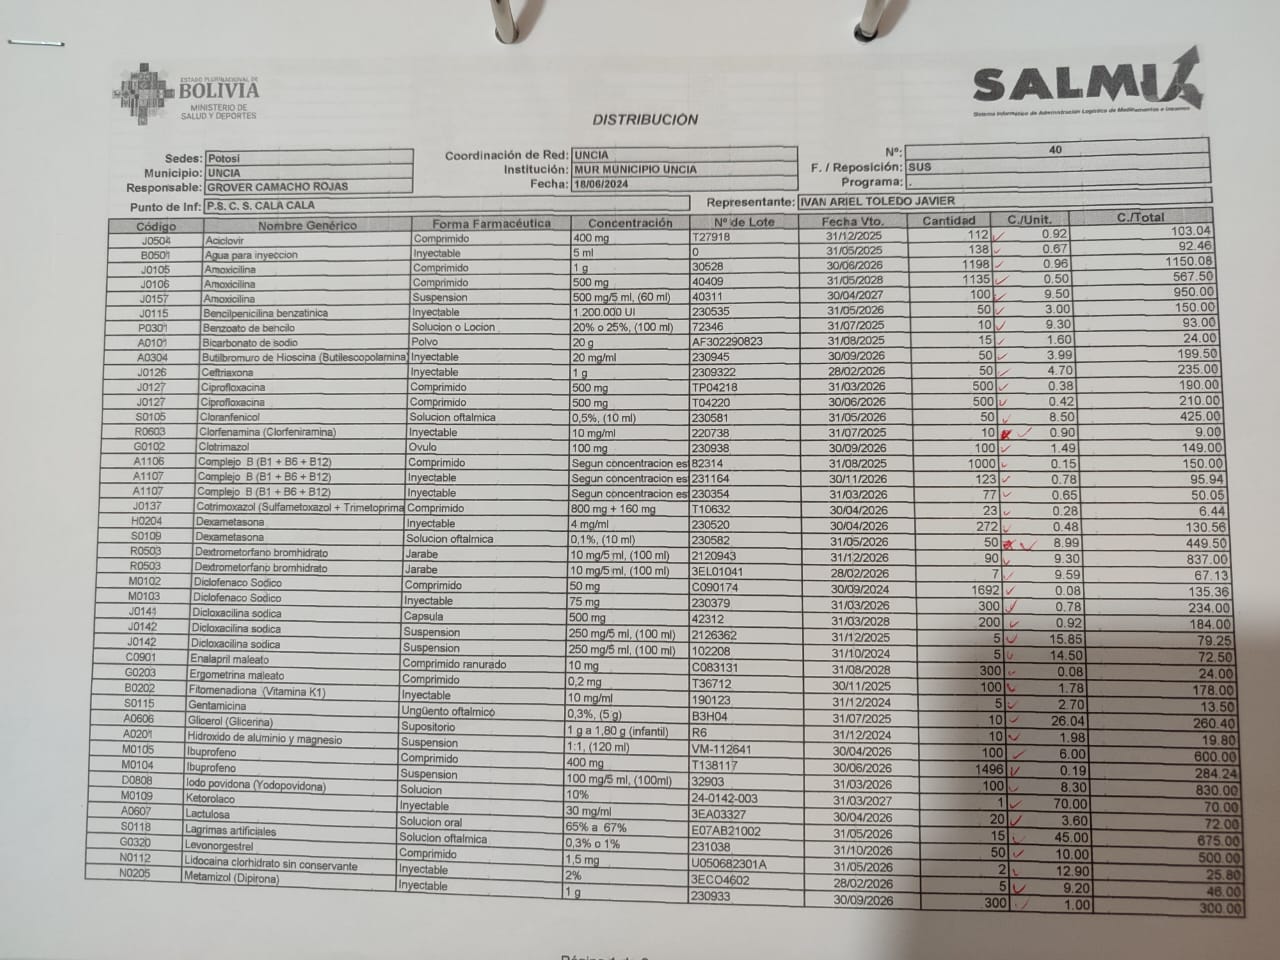 ESTADO PLURINACIONAL DE
BOLIVIA
MINISTERIO DE
SALUD Y DEPORTES
SALMI
Sistema Informático de Administración Logística de Medicamentos e Insumos
DISTRIBUCIÓN
Sedes: Potosi Coordinación de Red: UNCIA Nº: 40
Municipio: UNCIA Institución: MUR MUNICIPIO UNCIA F. / Reposición: SUS
Responsable: GROVER CAMACHO ROJAS Fecha: 18/06/2024 Programa: .
Punto de Inf: P.S. C. S. CALA CALA Representante: IVAN ARIEL TOLEDO JAVIER
Código Nombre Genérico Forma Farmacéutica Concentración Nº de Lote Fecha Vto. Cantidad C./Unit. C./Total
J0504 Aciclovir Comprimido 400 mg T27918 31/12/2025 112 0.92 103.04
B0501 Agua para inyeccion Inyectable 5 ml 0 31/05/2025 138 0.67 92.46
J0105 Amoxicilina Comprimido 1 g 30528 30/06/2026 1198 0.96 1150.08
J0106 Amoxicilina Comprimido 500 mg 40409 31/05/2028 1135 0.50 567.50
J0157 Amoxicilina Suspension 500 mg/5 ml, (60 ml) 40311 30/04/2027 100 9.50 950.00
J0115 Bencilpenicilina benzatinica Inyectable 1.200.000 UI 230535 31/05/2026 50 3.00 150.00
P0301 Benzoato de bencilo Solucion o Locion 20% o 25%, (100 ml) 72346 31/07/2025 10 9.30 93.00
A0101 Bicarbonato de sodio Polvo 20 g AF302290823 31/08/2025 15 1.60 24.00
A0304 Butilbromuro de Hioscina (Butilescopolamina) Inyectable 20 mg/ml 230945 30/09/2026 50 3.99 199.50
J0126 Ceftriaxona Inyectable 1 g 2309322 28/02/2026 50 4.70 235.00
J0127 Ciprofloxacina Comprimido 500 mg TP04218 31/03/2026 500 0.38 190.00
J0127 Ciprofloxacina Comprimido 500 mg T04220 30/06/2026 500 0.42 210.00
S0105 Cloranfenicol Solucion oftalmica 0,5%, (10 ml) 230581 31/05/2026 50 8.50 425.00
R0603 Clorfenamina (Clorfeniramina) Inyectable 10 mg/ml 220738 31/07/2025 10 0.90 9.00
G0102 Clotrimazol Ovulo 100 mg 230938 30/09/2026 100 1.49 149.00
A1106 Complejo B (B1 + B6 + B12) Comprimido Segun concentracion es 82314 31/08/2025 1000 0.15 150.00
A1107 Complejo B (B1 + B6 + B12) Inyectable Segun concentracion es 231164 30/11/2026 123 0.78 95.94
A1107 Complejo B (B1 + B6 + B12) Inyectable Segun concentracion es 230354 31/03/2026 77 0.65 50.05
J0137 Cotrimoxazol (Sulfametoxazol + Trimetoprima Comprimido 800 mg + 160 mg T10632 30/04/2026 23 0.28 6.44
H0204 Dexametasona Inyectable 4 mg/ml 230520 30/04/2026 272 0.48 130.56
S0109 Dexametasona Solucion oftalmica 0,1%, (10 ml) 230582 31/05/2026 50 8.99 449.50
R0503 Dextrometorfano bromhidrato Jarabe 10 mg/5 ml, (100 ml) 2120943 31/12/2026 90 9.30 837.00
R0503 Dextrometorfano bromhidrato Jarabe 10 mg/5 ml, (100 ml) 3EL01041 28/02/2026 7 9.59 67.13
M0102 Diclofenaco Sodico Comprimido 50 mg C090174 30/09/2024 1692 0.08 135.36
M0103 Diclofenaco Sodico Inyectable 75 mg 230379 31/03/2026 300 0.78 234.00
J0141 Dicloxacilina sodica Capsula 500 mg 42312 31/03/2028 200 0.92 184.00
J0142 Dicloxacilina sodica Suspension 250 mg/5 ml, (100 ml) 2126362 31/12/2025 5 15.85 79.25
J0142 Dicloxacilina sodica Suspension 250 mg/5 ml, (100 ml) 102208 31/10/2024 5 14.50 72.50
C0901 Enalapril maleato Comprimido ranurado 10 mg C083131 31/08/2028 300 0.08 24.00
G0203 Ergometrina maleato Comprimido 0,2 mg T36712 30/11/2025 100 1.78 178.00
B0202 Fitomenadiona (Vitamina K1) Inyectable 10 mg/ml 190123 31/12/2024 5 2.70 13.50
S0115 Gentamicina Ungüento oftalmico 0,3%, (5 g) B3H04 31/07/2025 10 26.04 260.40
A0606 Glicerol (Glicerina) Supositorio 1 g a 1,80 g (infantil) R6 31/12/2024 10 1.98 19.80
A0201 Hidroxido de aluminio y magnesio Suspension 1:1, (120 ml) VM-112641 30/04/2026 100 6.00 600.00
M0105 Ibuprofeno Comprimido 400 mg T138117 30/06/2026 1496 0.19 284.24
M0104 Ibuprofeno Suspension 100 mg/5 ml, (100ml) 32903 31/03/2026 100 8.30 830.00
D0808 Iodo povidona (Yodopovidona) Solucion 10% 24-0142-003 31/03/2027 1 70.00 70.00
M0109 Ketorolaco Inyectable 30 mg/ml 3EA03327 30/04/2026 20 3.60 72.00
A0607 Lactulosa Solucion oral 65% a 67% E07AB21002 31/05/2026 15 45.00 675.00
S0118 Lagrimas artificiales Solucion oftalmica 0,3% o 1% 231038 31/10/2026 50 10.00 500.00
G0320 Levonorgestrel Comprimido 1,5 mg U050682301A 31/05/2026 2 12.90 25.80
N0112 Lidocaina clorhidrato sin conservante Inyectable 2% 3ECO4602 28/02/2026 5 9.20 46.00
N0205 Metamizol (Dipirona) Inyectable 1 g 230933 30/09/2026 300 1.00 300.00